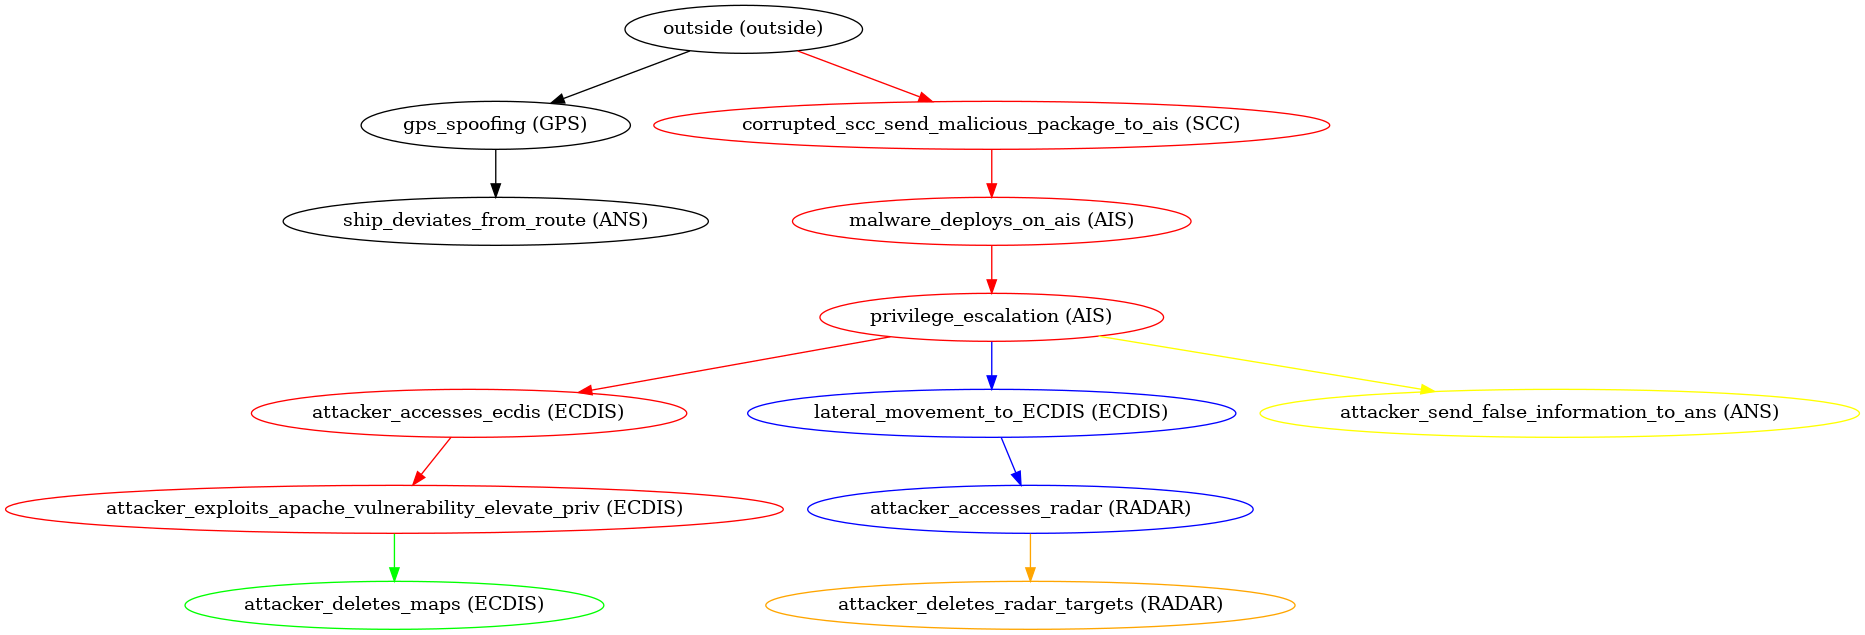 outside (outside)
gps_spoofing (GPS)
corrupted_scc_send_malicious_package_to_ais (SCC)
ship_deviates_from_route (ANS)
malware_deploys_on_ais (AIS)
privilege_escalation (AIS)
attacker_accesses_ecdis (ECDIS)
lateral_movement_to_ECDIS (ECDIS)
attacker_send_false_information_to_ans (ANS)
attacker_exploits_apache_vulnerability_elevate_priv (ECDIS)
attacker_accesses_radar (RADAR)
attacker_deletes_maps (ECDIS)
attacker_deletes_radar_targets (RADAR)